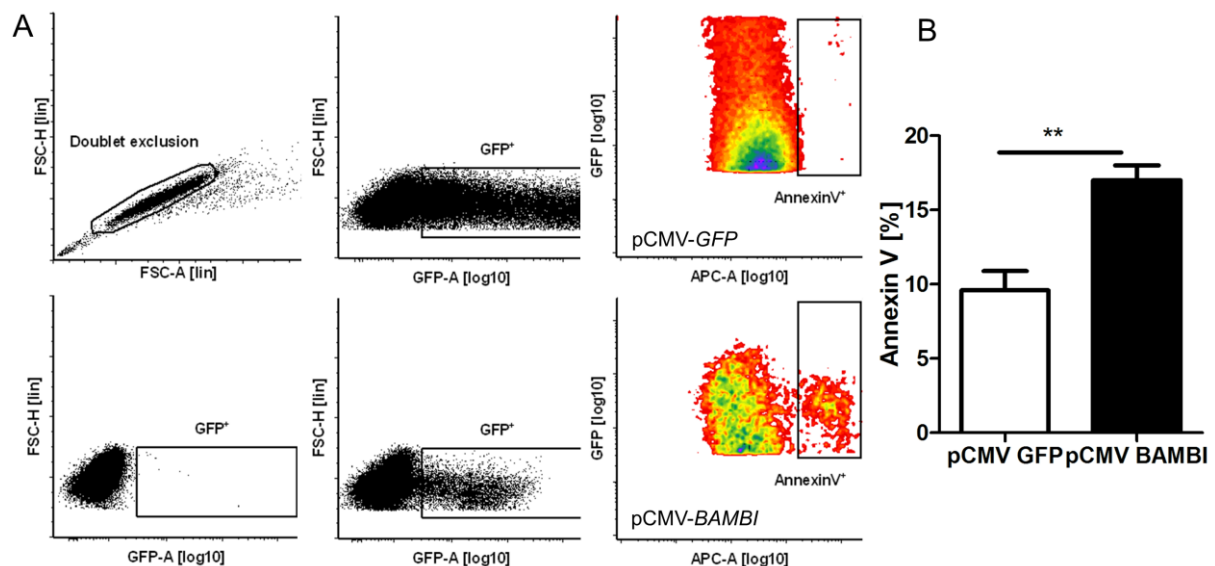 A
FSC-H [lin]
Doublet exclusion
FSC-A [lin]
FSC-H [lin]
GFP⁺
GFP-A [log10]
GFP [log10]
AnnexinV⁺
pCMV-GFP
APC-A [log10]
FSC-H [lin]
GFP⁺
GFP-A [log10]
FSC-H [lin]
GFP⁺
GFP-A [log10]
GFP [log10]
AnnexinV⁺
pCMV-BAMBI
APC-A [log10]
B
Annexin V [%]
20
15
10
5
0
**
pCMV GFP
pCMV BAMBI